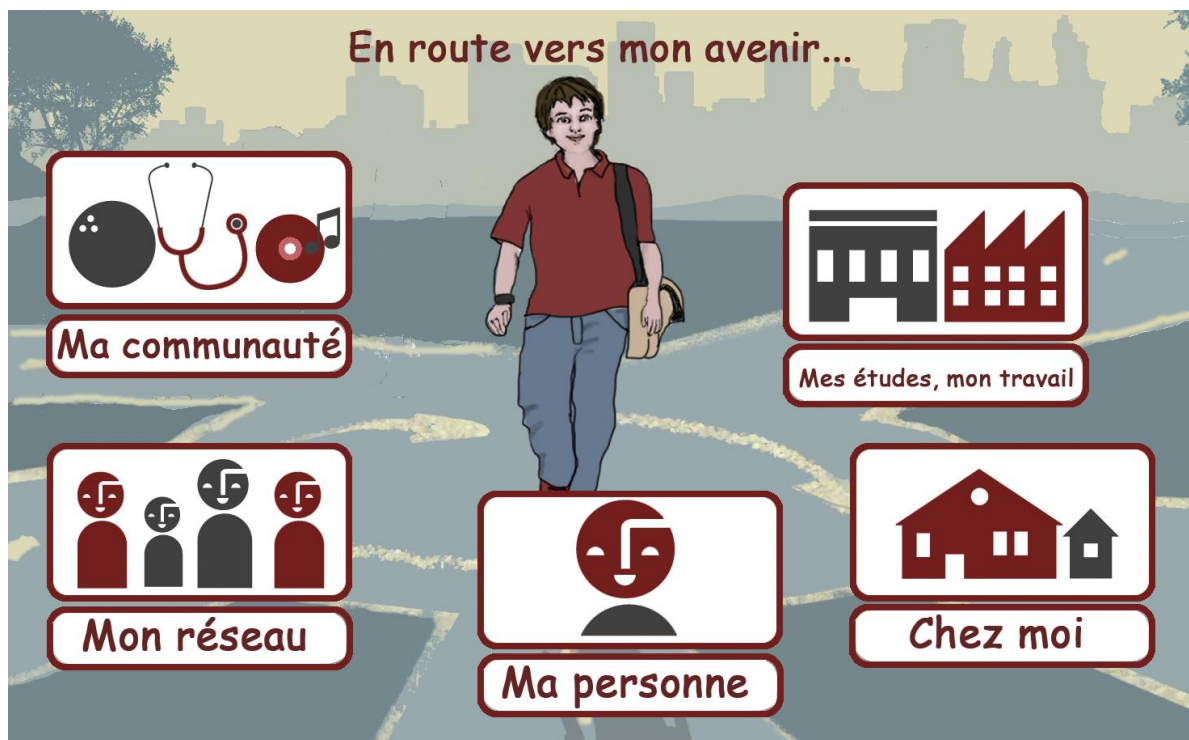 En route vers mon avenir...
Ma communauté
Mes études, mon travail
Mon réseau
Ma personne
Chez moi